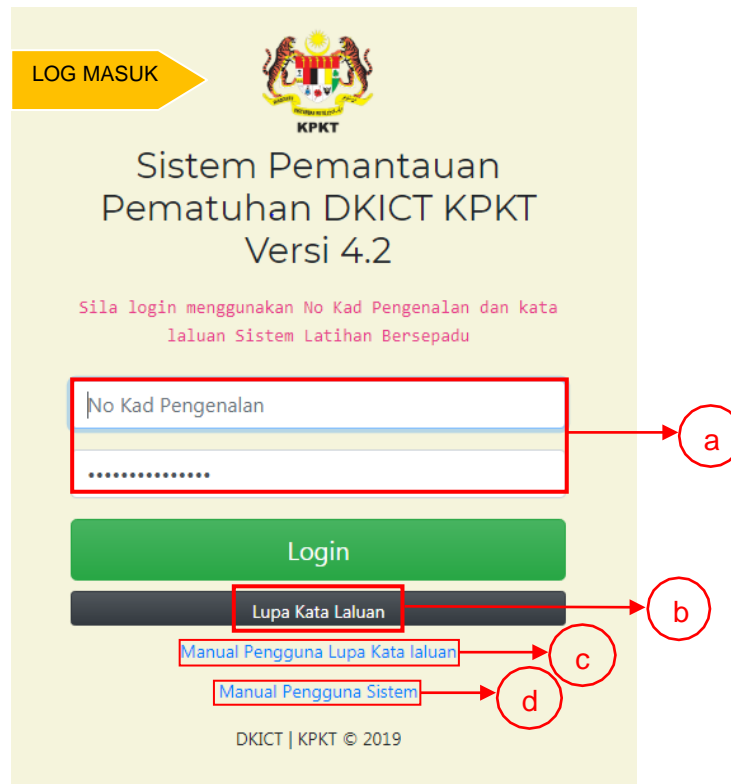 LOG MASUK
KPKT
Sistem Pemantauan
Pematuhan DKICT KPKT
Versi 4.2
Sila login menggunakan No Kad Pengenalan dan kata
laluan Sistem Latihan Bersepadu
No Kad Pengenalan
•••••••••••••••
a
Login
Lupa Kata Laluan
b
Manual Pengguna Lupa Kata laluan
c
Manual Pengguna Sistem
d
DKICT | KPKT © 2019